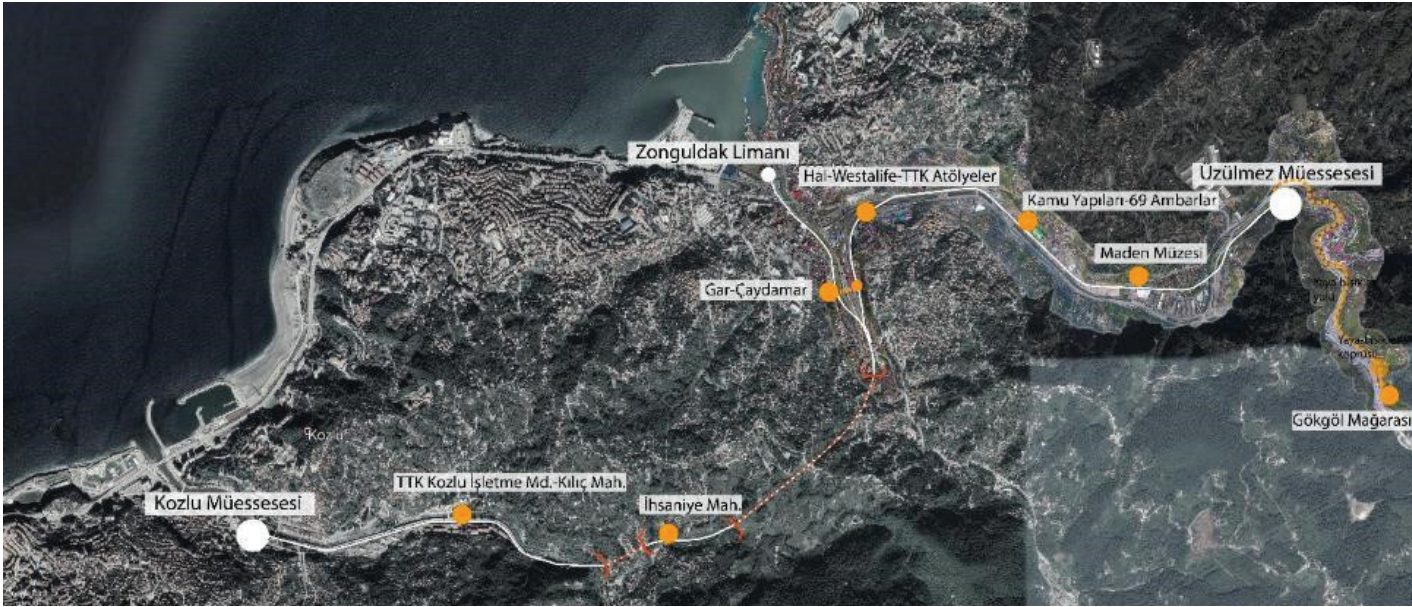 Zonguldak Limanı
Hal-Westalife-TTK Atölyeler
Üzülmez Müessesesi
Kamu Yapıları-69 Ambarlar
Maden Müzesi
Gar-Çaydamar
Gökgöl Mağarası
Kozlu
TTK Kozlu İşletme Md.-Kılıç Mah.
Kozlu Müessesesi
İhsaniye Mah.